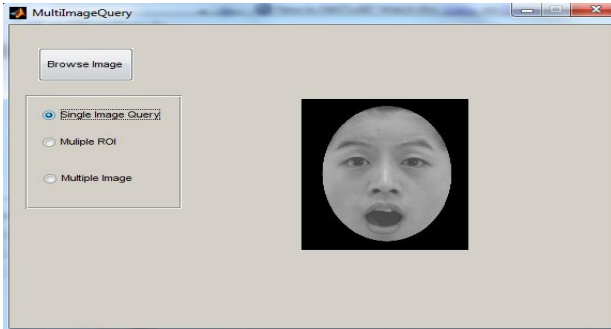 MultiImageQuery
Browse Image
Single Image Query
Muliple ROI
Multiple Image